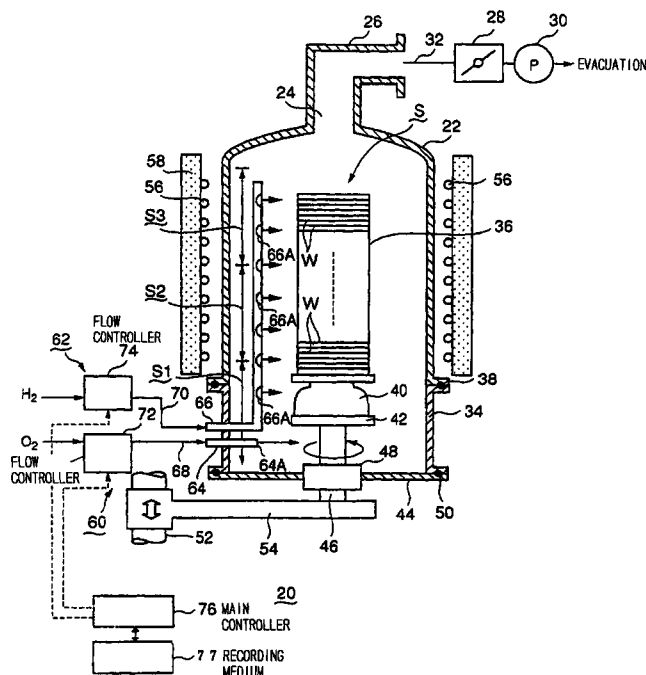 26
28
30
32
P
EVACUATION
24
S
22
58
56
56
S3
36
66A
W
S2
W
66A
FLOW
CONTROLLER
62
74
S1
40
38
H2
70
66
66A
42
34
72
O2
68
64A
48
FLOW
CONTROLLER
64
44
50
60
52
54
46
20
76 MAIN
CONTROLLER
77 RECORDING
MEDIUM